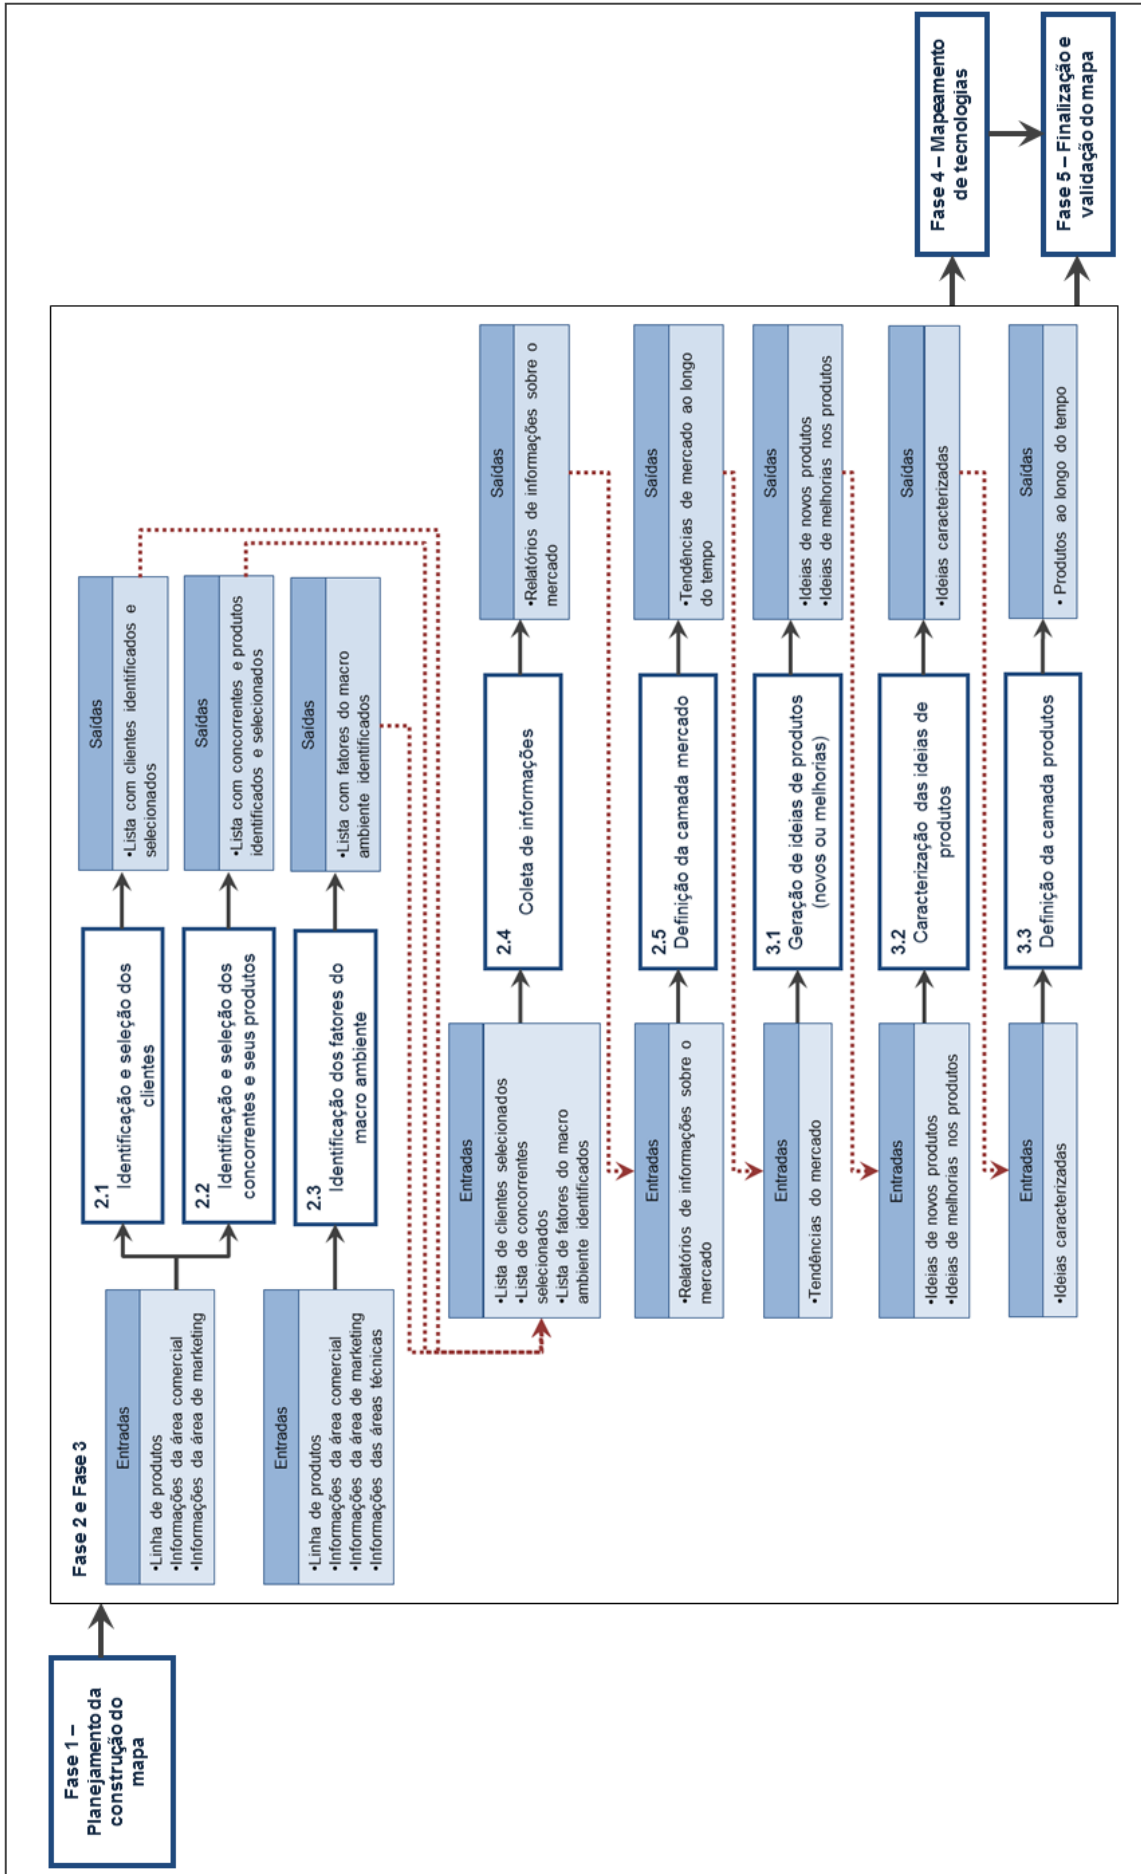 Fase 1 –
Planejamento da
construção do
mapa
Fase 2 e Fase 3
Entradas
•Linha de produtos
•Informações da área comercial
•Informações da área de marketing
2.1
Identificação e seleção dos
clientes
Saídas
•Lista com clientes identificados e
selecionados
2.2
Identificação e seleção dos
concorrentes e seus produtos
Saídas
•Lista com concorrentes e produtos
identificados e selecionados
Entradas
•Linha de produtos
•Informações da área comercial
•Informações da área de marketing
•Informações das áreas técnicas
2.3
Identificação dos fatores do
macro ambiente
Saídas
•Lista com fatores do macro
ambiente identificados
Entradas
•Lista de clientes selecionados
•Lista de concorrentes
selecionados
•Lista de fatores do macro
ambiente identificados
2.4
Coleta de informações
Saídas
•Relatórios de informações sobre o
mercado
Entradas
•Relatórios de informações sobre o
mercado
2.5
Definição da camada mercado
Saídas
•Tendências de mercado ao longo
do tempo
Entradas
•Tendências do mercado
3.1
Geração de ideias de produtos
(novos ou melhorias)
Saídas
•Ideias de novos produtos
•Ideias de melhorias nos produtos
Entradas
•Ideias de novos produtos
•Ideias de melhorias nos produtos
3.2
Caracterização das ideias de
produtos
Saídas
•Ideias caracterizadas
Entradas
•Ideias caracterizadas
3.3
Definição da camada produtos
Saídas
• Produtos ao longo do tempo
Fase 4 – Mapeamento
de tecnologias
Fase 5 – Finalização e
validação do mapa